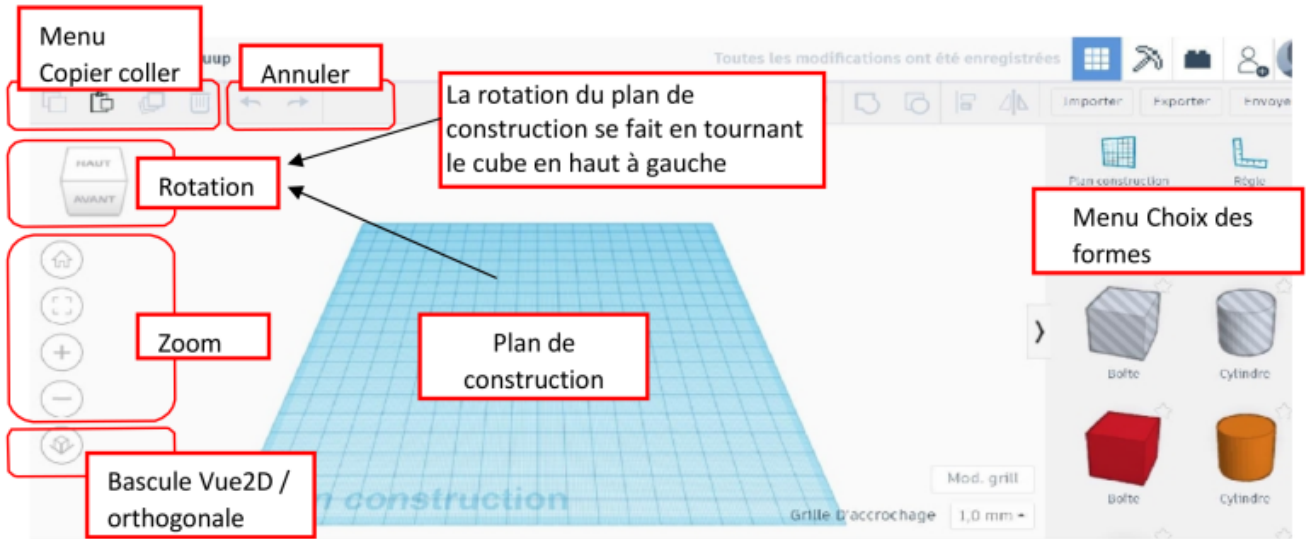 Menu
Copier coller
uup
Annuler
Toutes les modifications ont été enregistrées
La rotation du plan de
construction se fait en tournant
le cube en haut à gauche
Importer
Exporter
Envoye
HAUT
AVANT
Rotation
Plan construction
Règle
Menu Choix des
formes
Zoom
Plan de
construction
Boîte
Cylindre
Bascule Vue2D /
orthogonale
n construction
Mod. grill
Grille D'accrochage
1,0 mm
Boîte
Cylindre